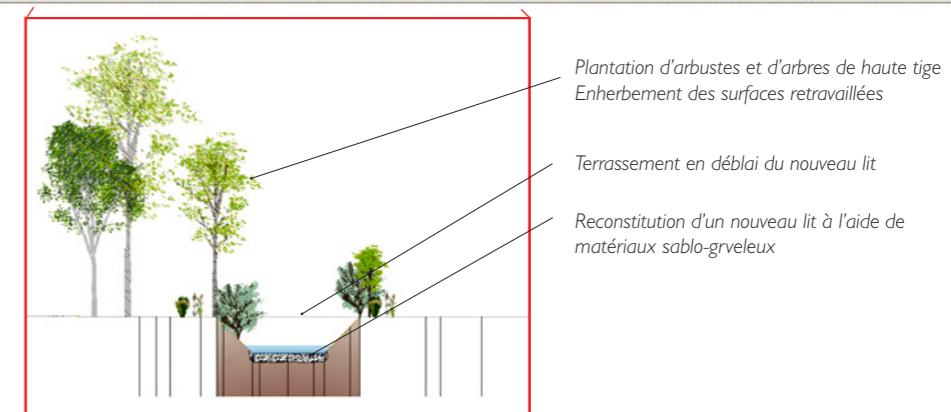 Plantation d'arbustes et d'arbres de haute tige
Enherbement des surfaces retravaillées
Terrassement en déblai du nouveau lit
Reconstitution d'un nouveau lit à l'aide de
matériaux sablo-grveleux